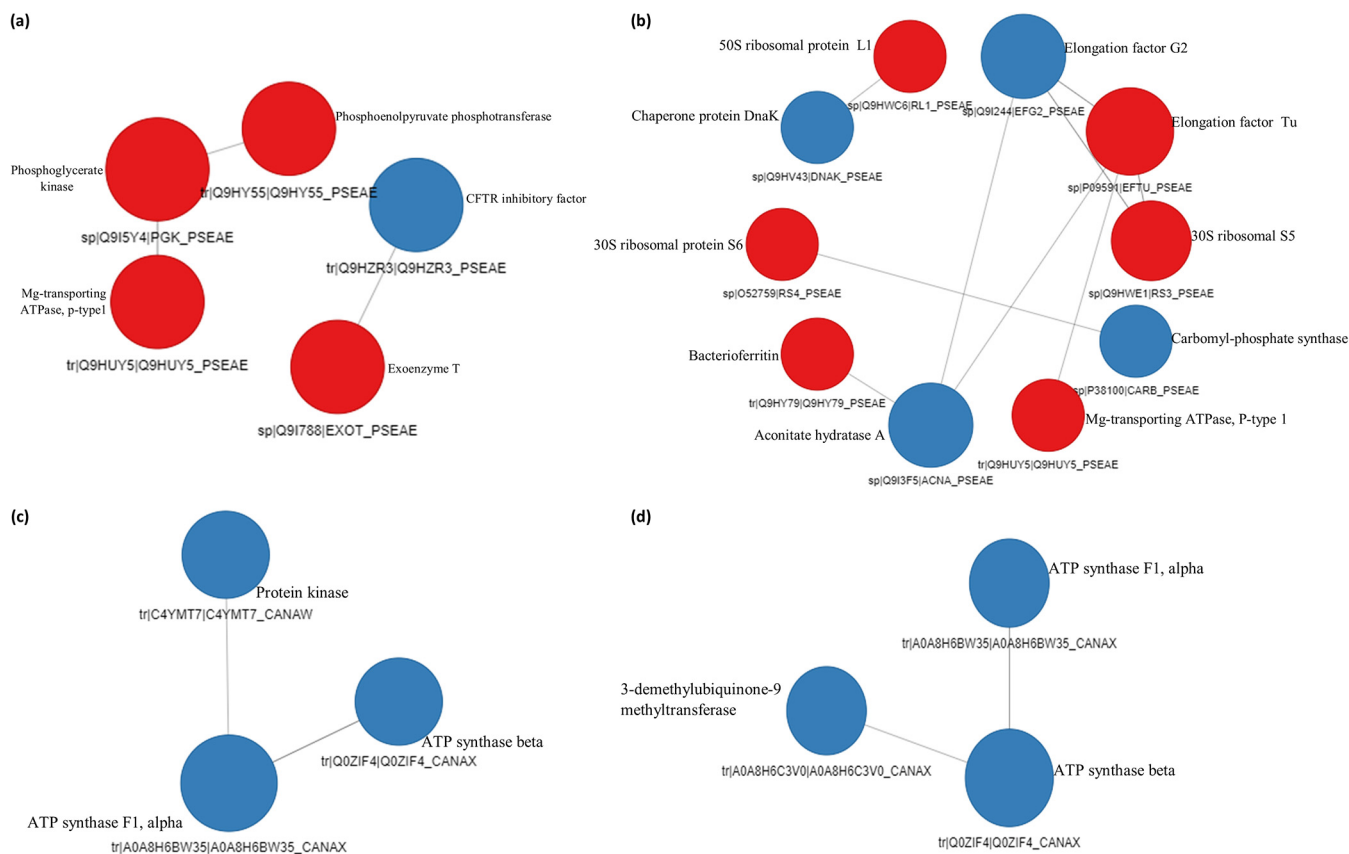 (a)
Phosphoenolpyruvate phosphotransferase
Phosphoglycerate
kinase
tr|Q9HY55|Q9HY55_PSEAE
CFTR inhibitory factor
sp|Q9I5Y4|PGK_PSEAE
tr|Q9HZR3|Q9HZR3_PSEAE
Mg-transporting
ATPase, p-type1
tr|Q9HUY5|Q9HUY5_PSEAE
Exoenzyme T
sp|Q9I788|EXOT_PSEAE
(b)
50S ribosomal protein L1
Elongation factor G2
sp|Q9HWC6|RL1_PSEAE
sp|Q9I244|EFG2_PSEAE
Chaperone protein DnaK
Elongation factor Tu
sp|Q9HV43|DNAK_PSEAE
sp|P09591|EFTU_PSEAE
30S ribosomal protein S6
30S ribosomal S5
sp|O52759|RS4_PSEAE
sp|Q9HWE1|RS3_PSEAE
Bacterioferritin
Carbomyl-phosphate synthase
tr|Q9HY79|Q9HY79_PSEAE
sp|P38100|CARB_PSEAE
Aconitate hydratase A
Mg-transporting ATPase, P-type 1
sp|Q9I3F5|ACNA_PSEAE
tr|Q9HUY5|Q9HUY5_PSEAE
(c)
Protein kinase
tr|C4YMT7|C4YMT7_CANAW
ATP synthase beta
tr|Q0ZIF4|Q0ZIF4_CANAX
ATP synthase F1, alpha
tr|A0A8H6BW35|A0A8H6BW35_CANAX
(d)
ATP synthase F1, alpha
tr|A0A8H6BW35|A0A8H6BW35_CANAX
3-demethylubiquinone-9
methyltransferase
tr|A0A8H6C3V0|A0A8H6C3V0_CANAX
ATP synthase beta
tr|Q0ZIF4|Q0ZIF4_CANAX